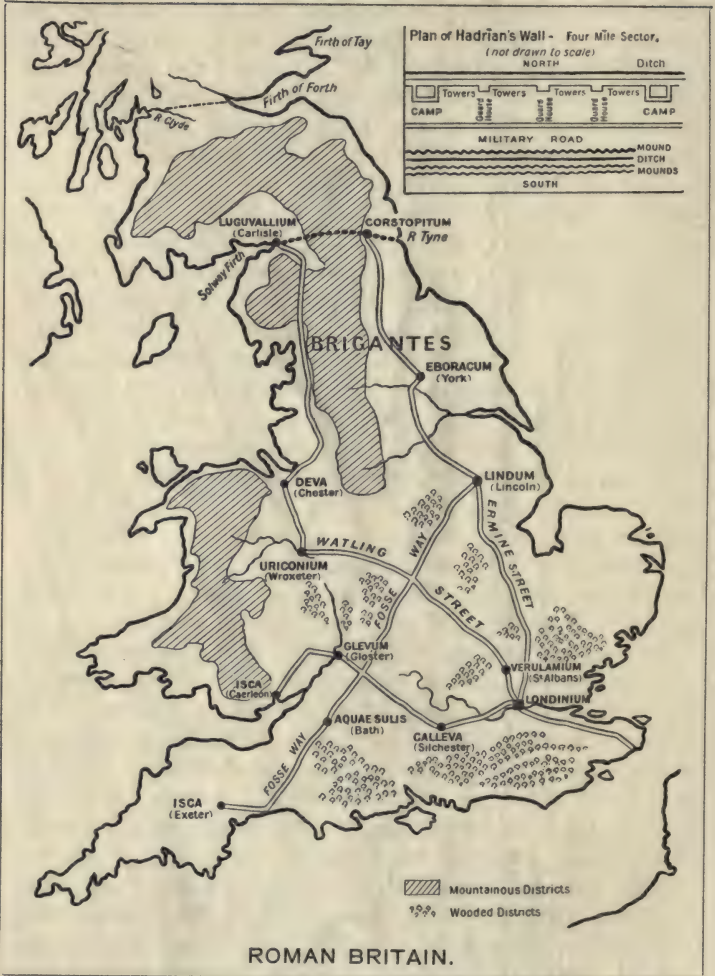 Plan of Hadrian's Wall - Four Mile Sector.
(not drawn to scale)
NORTH Ditch
Towers Towers Towers Towers
CAMP Guard House Guard House Guard House CAMP
MILITARY ROAD
MOUND
DITCH
MOUNDS
SOUTH
Firth of Tay
Firth of Forth
R Clyde
LUGUVALLIUM
(Carlisle)
CORSTOPITUM
R Tyne
Solway Firth
BRIGANTES
EBORACUM
(York)
DEVA
(Chester)
LINDUM
(Lincoln)
ERMINE STREET
WATLING STREET
FOSSE WAY
URICONIUM
(Wroxeter)
GLEVUM
(Gloster)
ISCA
(Caerleon)
VERULAMIUM
(St Albans)
LONDINIUM
AQUAE SULIS
(Bath)
CALLEVA
(Silchester)
FOSSE WAY
ISCA
(Exeter)
Mountainous Districts
Wooded Districts
ROMAN BRITAIN.